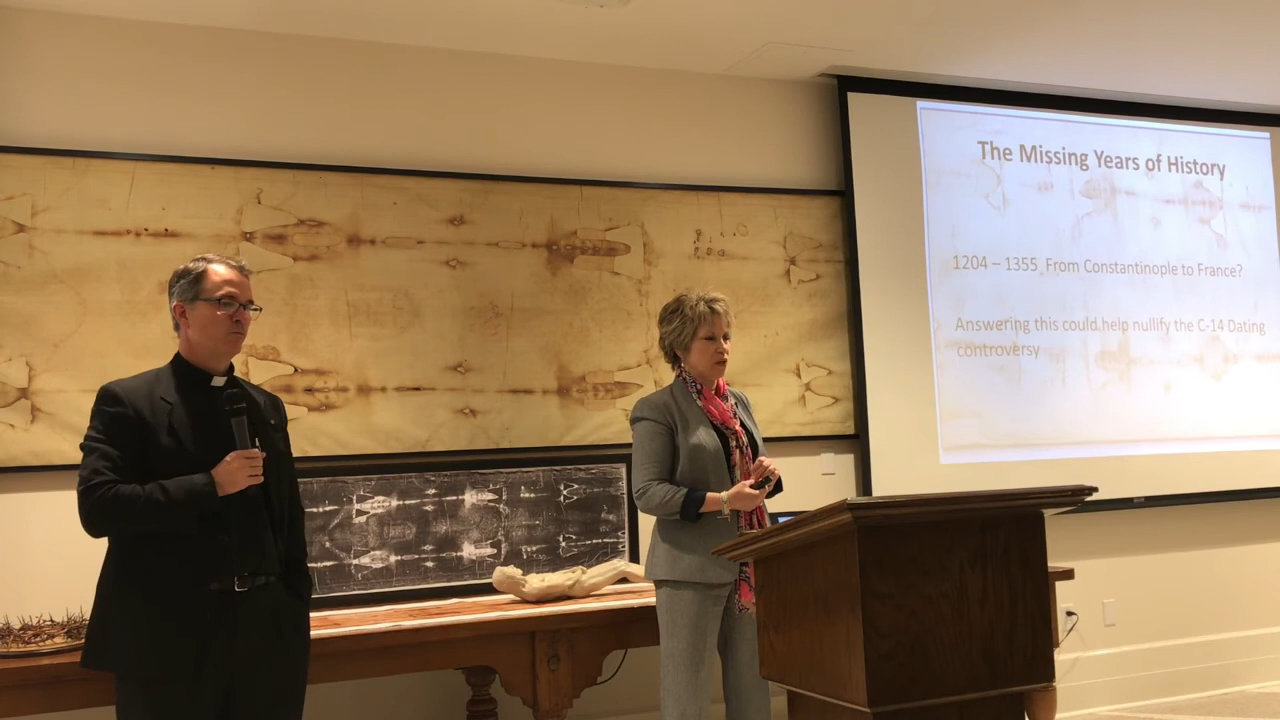 The Missing Years of History
1204 – 1355 From Constantinople to France?
Answering this could help nullify the C-14 Dating
controversy